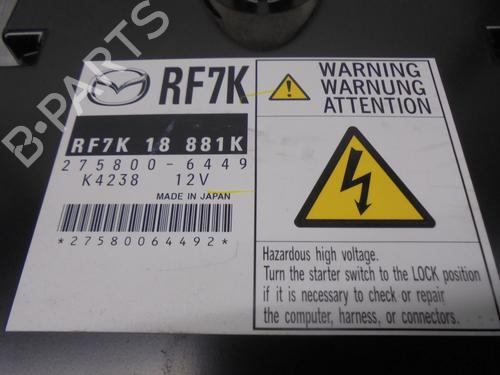 B-PARTS
RF7K
RF7K 18 881K
275800-6449
K4238 12V
MADE IN JAPAN
*27580064492*
WARNING
WARNUNG
ATTENTION
Hazardous high voltage.
Turn the starter switch to the LOCK position
if it is necessary to check or repair
the computer, harness, or connectors.